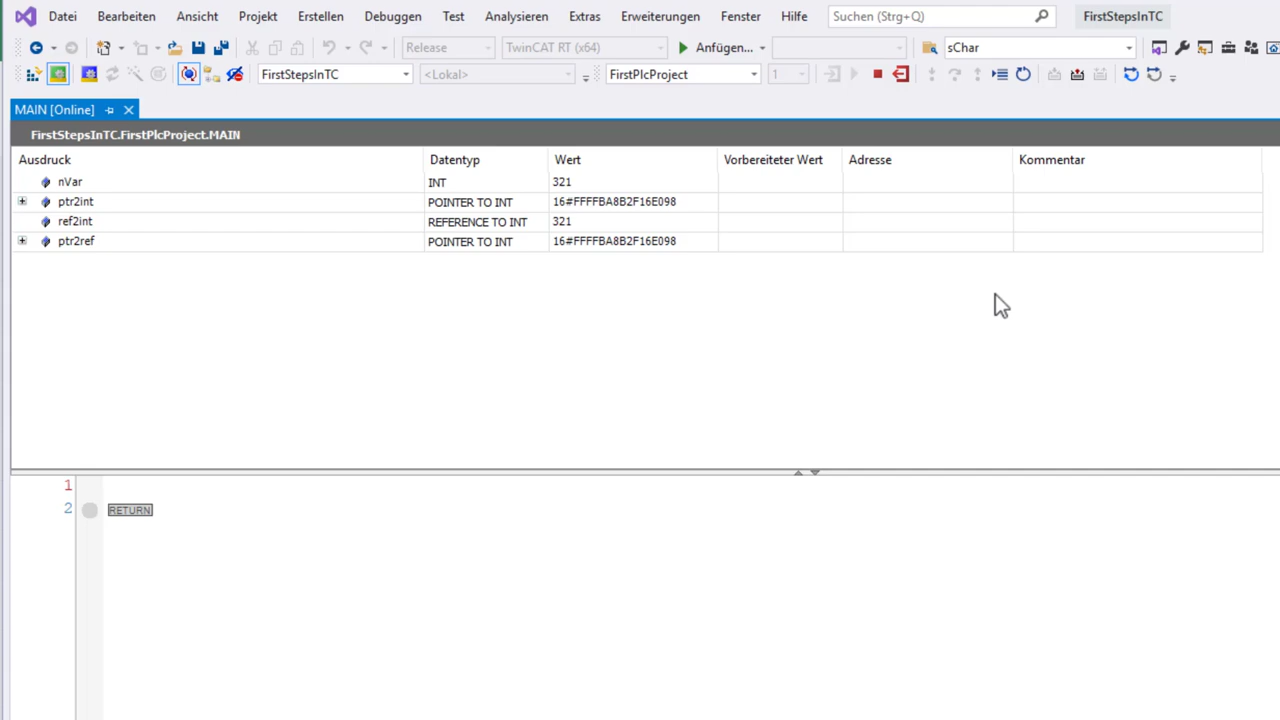 Datei Bearbeiten Ansicht Projekt Erstellen Debuggen Test Analysieren Extras Erweiterungen Fenster Hilfe Suchen (Strg+Q) FirstStepsInTC
Release TwinCAT RT (x64) Anfügen... sChar
FirstStepsInTC <Lokal> FirstPlcProject 1
MAIN [Online]
FirstStepsInTC.FirstPlcProject.MAIN
Ausdruck Datentyp Wert Vorbereiteter Wert Adresse Kommentar
nVar INT 321
ptr2int POINTER TO INT 16#FFFFBA8B2F16E098
ref2int REFERENCE TO INT 321
ptr2ref POINTER TO INT 16#FFFFBA8B2F16E098
1
2 RETURN